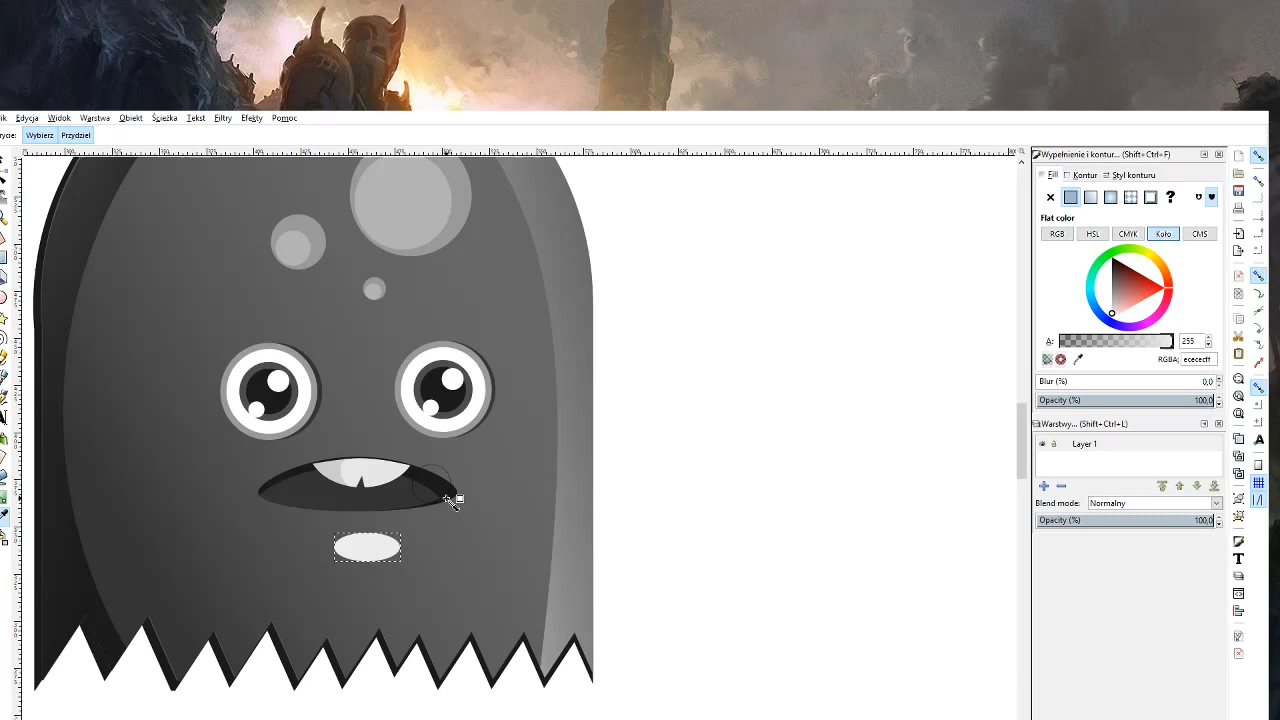 ik Edycja Widok Warstwa Obiekt Ścieżka Tekst Filtry Efekty Pomoc
rycie: Wybierz Przydziel
Wypełnienie i kontur... (Shift+Ctrl+F)
Fill Kontur Styl konturu
?
Flat color
RGB HSL CMYK Koło CMS
A: 255
RGBA: ecececff
Blur (%) 0,0
Opacity (%) 100,0
Warstwy... (Shift+Ctrl+L)
Layer 1
Blend mode: Normalny
Opacity (%) 100,0